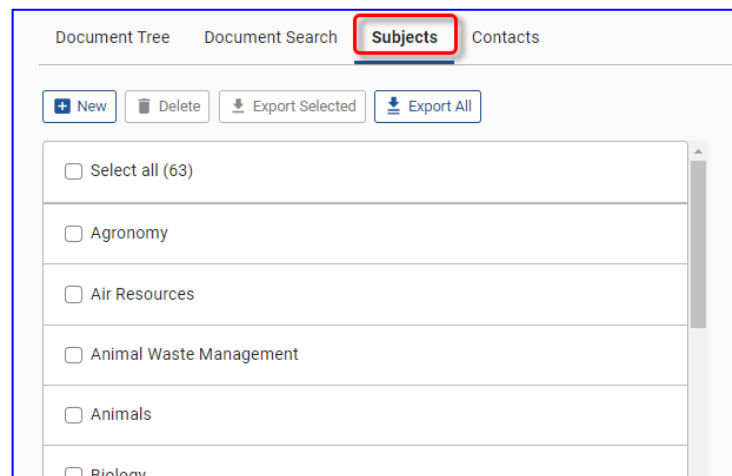 Document Tree Document Search Subjects Contacts
New Delete Export Selected Export All
Select all (63)
Agronomy
Air Resources
Animal Waste Management
Animals
Biology